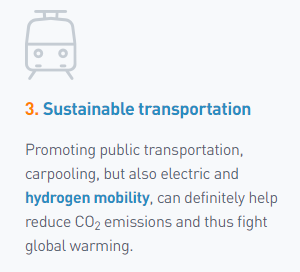 3. Sustainable transportation
Promoting public transportation,
carpooling, but also electric and
hydrogen mobility, can definitely help
reduce CO₂ emissions and thus fight
global warming.